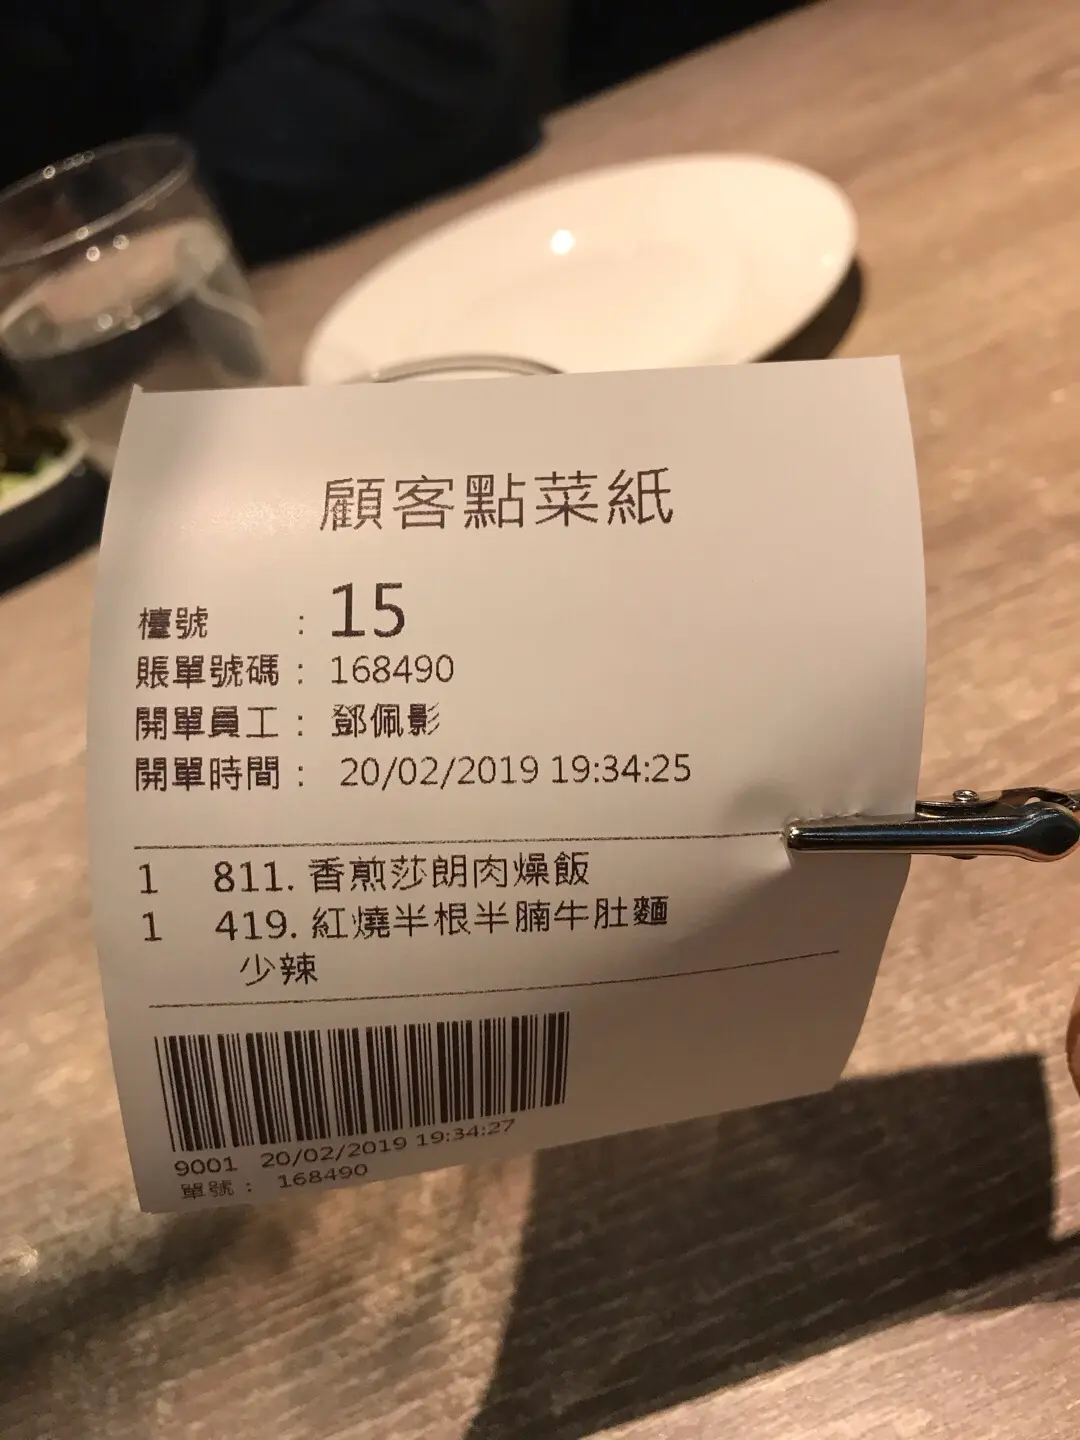 顧客點菜紙
檯號 : 15
賬單號碼 : 168490
開單員工 : 鄧佩影
開單時間 : 20/02/2019 19:34:25
1 811. 香煎莎朗肉燥飯
1 419. 紅燒半根半腩牛肚麵
少辣
9001 20/02/2019 19:34:27
單號 : 168490